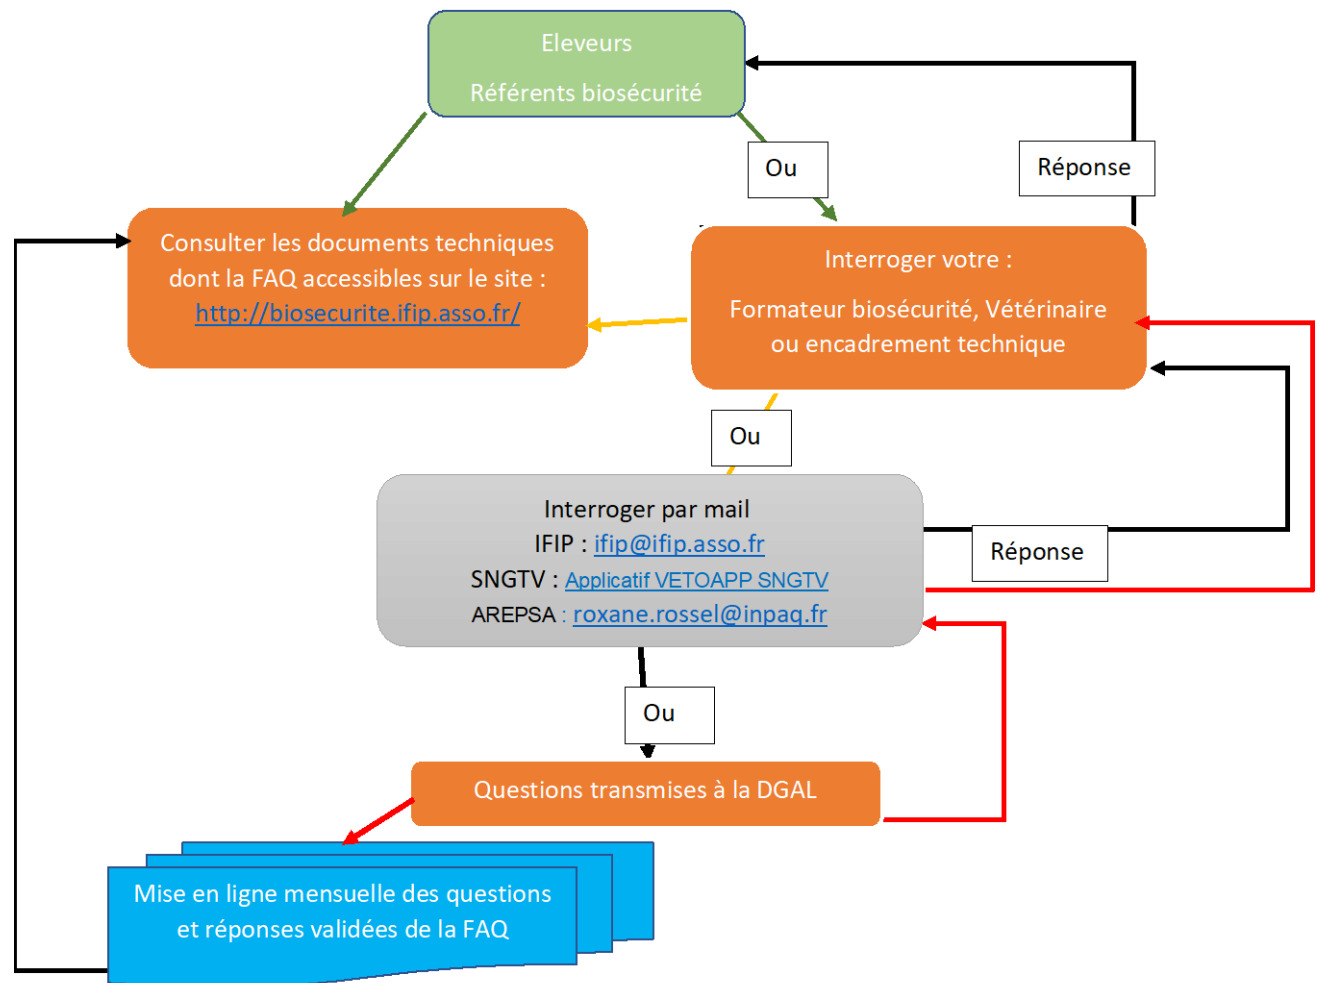 Eleveurs
Référents biosécurité
Ou
Réponse
Consulter les documents techniques
dont la FAQ accessibles sur le site :
http://biosecurite.ifip.asso.fr/
Interroger votre :
Formateur biosécurité, Vétérinaire
ou encadrement technique
Ou
Interroger par mail
IFIP : ifip@ifip.asso.fr
SNGTV : Applicatif VETOAPP SNGTV
AREPSA : roxane.rossel@inpaq.fr
Réponse
Ou
Questions transmises à la DGAL
Mise en ligne mensuelle des questions
et réponses validées de la FAQ